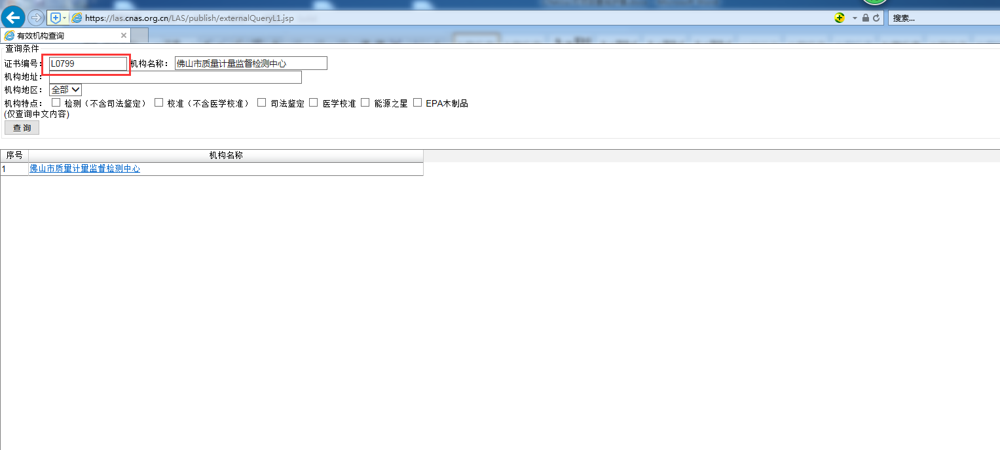 https://las.cnas.org.cn/LAS/publish/externalQueryL1.jsp
搜索...
有效机构查询
查询条件
证书编号： L0799 机构名称： 佛山市质量计量监督检测中心
机构地址：
机构地区： 全部
机构特点： 检测（不含司法鉴定） 校准（不含医学校准） 司法鉴定 医学校准 能源之星 EPA木制品
(仅查询中文内容)
查 询
序号 机构名称
1 佛山市质量计量监督检测中心